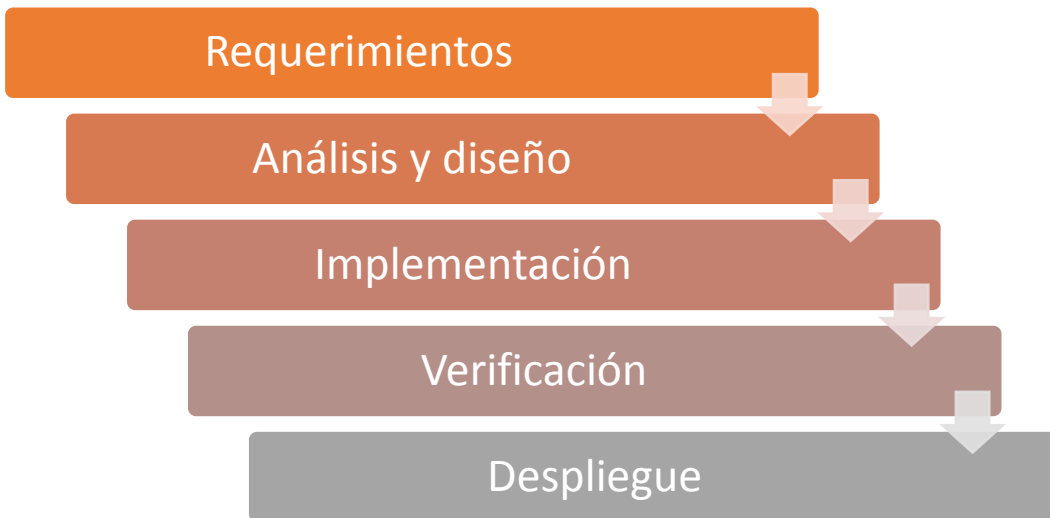 Requerimientos
Análisis y diseño
Implementación
Verificación
Despliegue